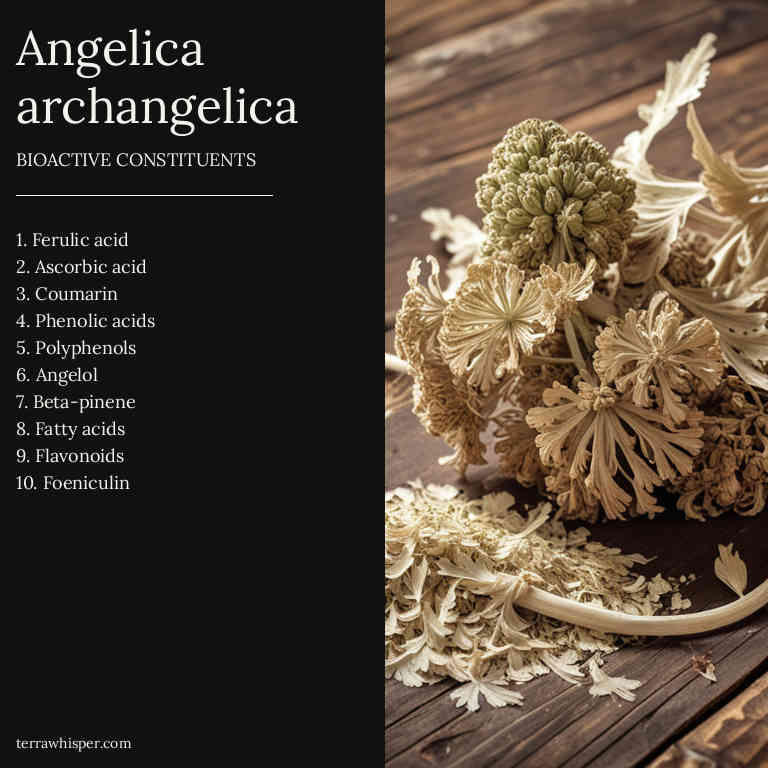 Angelica
archangelica
BIOACTIVE CONSTITUENTS
1. Ferulic acid
2. Ascorbic acid
3. Coumarin
4. Phenolic acids
5. Polyphenols
6. Angelol
7. Beta-pinene
8. Fatty acids
9. Flavonoids
10. Foeniculin
terrawhisper.com